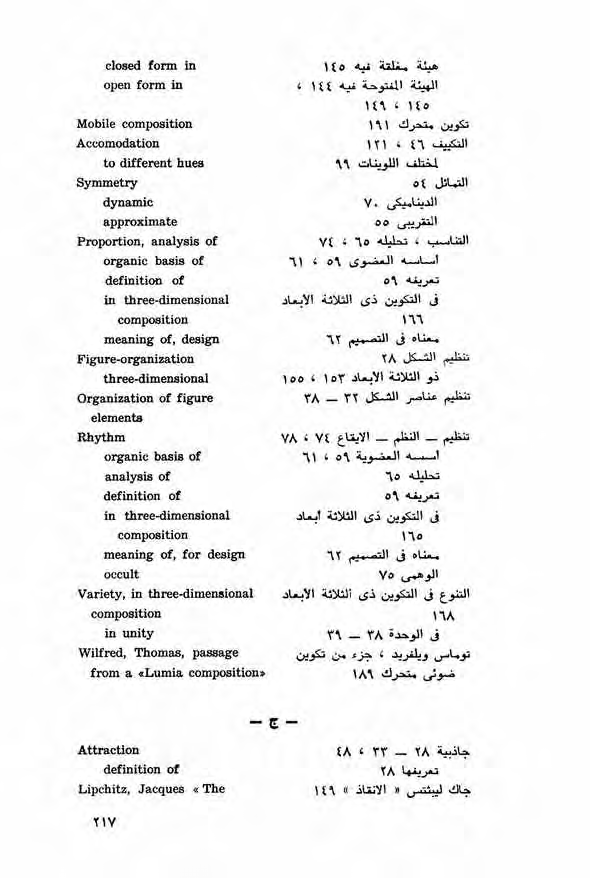 closed form in هيئة مغلقة فيه ١٤٥
open form in الهيئة المفتوحة فيه ١٤٤ ،
١٤٥ ، ١٤٩
Mobile composition تكوين متحرك ١٩١
Accomodation التكييف ٤٦ ، ١٢١
to different hues لمختلف اللوينات ٩٩
Symmetry التماثل ٥٤
dynamic الديناميكى ٧٠
approximate التقريبى ٥٥
Proportion, analysis of التناسب ، تحليله ٦٥ ، ٧٤
organic basis of اساسه العضوى ٥٩ ، ٦١
definition of تعريفه ٥٩
in three-dimensional فى التكوين ذى الثلاثة الأبعاد
composition ١٦٦
meaning of, design معناه فى التصميم ٦٢
Figure-organization تنظيم الشكل ٢٨
three-dimensional ذو الثلاثة الأبعاد ١٥٣ ، ١٥٥
Organization of figure تنظيم عناصر الشكل ٣٢ — ٣٨
elements
Rhythm تنظيم — النظم — الايقاع ٧٤ ، ٧٨
organic basis of اسسه العضوية ٥٩ ، ٦١
analysis of تحليله ٦٥
definition of تعريفه ٥٩
in three-dimensional فى التكوين ذى الثلاثة أبعاد
composition ١٦٥
meaning of, for design معناه فى التصميم ٦٢
occult الوهمى ٧٥
Variety, in three-dimensional التنوع فى التكوين ذى الثلاثة الأبعاد
composition ١٦٨
in unity فى الوحدة ٣٨ — ٣٩
Wilfred, Thomas, passage توماس ويلفريد ، جزء من تكوين
from a «Lumia composition» ضوئى متحرك ١٨٩
— ج —
Attraction جاذبية ٢٨ — ٣٣ ، ٤٨
definition of تعريفها ٢٨
Lipchitz, Jacques « The جاك ليبتشتس « الانقاذ » ١٤٩
٢١٧